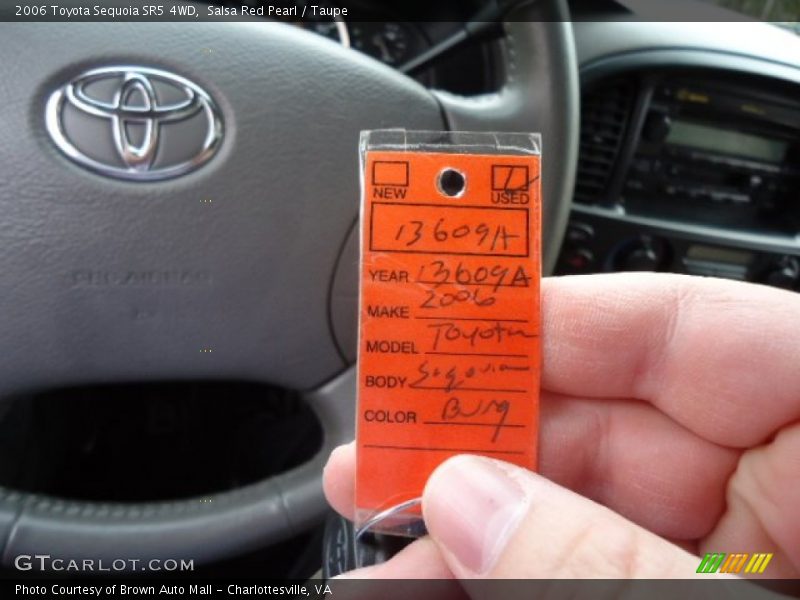 2006 Toyota Sequoia SR5 4WD,  Salsa Red Pearl / Taupe
NEW USED
13609A
YEAR 13609A
MAKE 2006
MODEL Toyota
BODY Sequoia
COLOR Burg
GTCARLOT.COM
Photo Courtesy of Brown Auto Mall - Charlottesville, VA